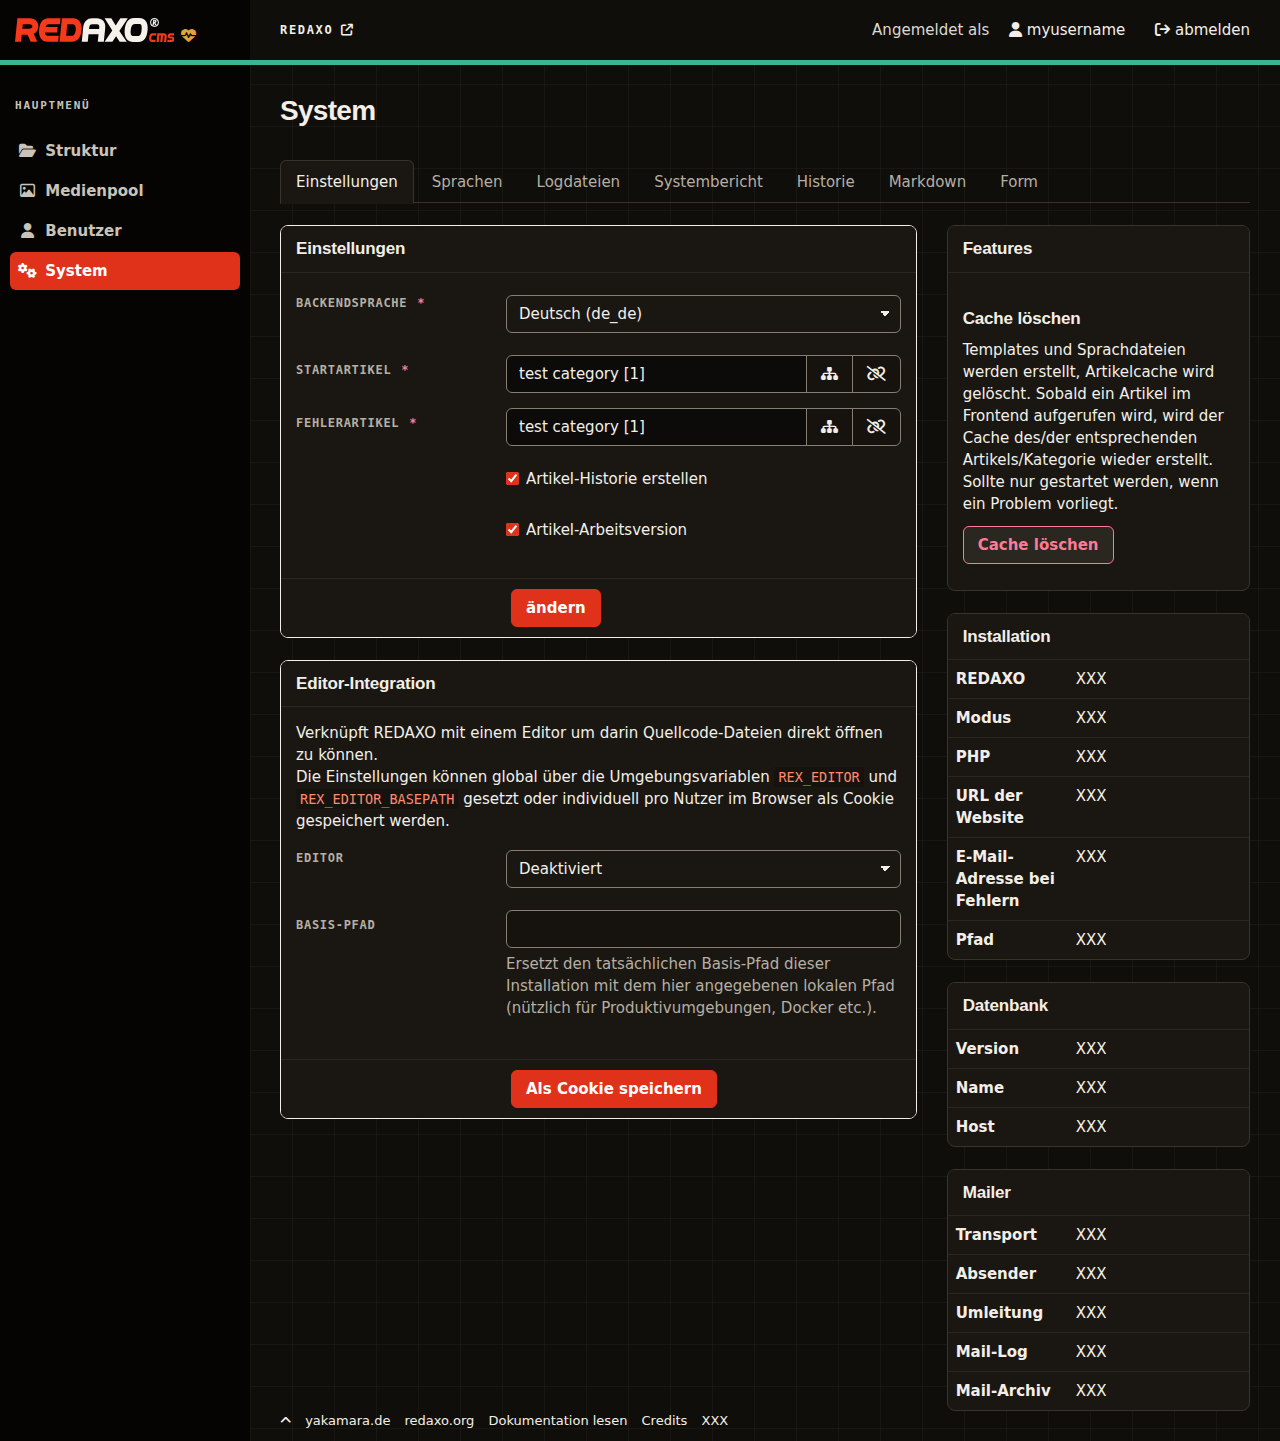 REDAXO® cms
REDAXO
Angemeldet als myusername abmelden
HAUPTMENÜ
Struktur
Medienpool
Benutzer
System
System
Einstellungen Sprachen Logdateien Systembericht Historie Markdown Form
Einstellungen
BACKENDSPRACHE *
Deutsch (de_de)
STARTARTIKEL *
test category [1]
FEHLERARTIKEL *
test category [1]
Artikel-Historie erstellen
Artikel-Arbeitsversion
ändern
Editor-Integration
Verknüpft REDAXO mit einem Editor um darin Quellcode-Dateien direkt öffnen
zu können.
Die Einstellungen können global über die Umgebungsvariablen REX_EDITOR und
REX_EDITOR_BASEPATH gesetzt oder individuell pro Nutzer im Browser als Cookie
gespeichert werden.
EDITOR
Deaktiviert
BASIS-PFAD
Ersetzt den tatsächlichen Basis-Pfad dieser
Installation mit dem hier angegebenen lokalen Pfad
(nützlich für Produktivumgebungen, Docker etc.).
Als Cookie speichern
Features
Cache löschen
Templates und Sprachdateien
werden erstellt, Artikelcache wird
gelöscht. Sobald ein Artikel im
Frontend aufgerufen wird, wird der
Cache des/der entsprechenden
Artikels/Kategorie wieder erstellt.
Sollte nur gestartet werden, wenn
ein Problem vorliegt.
Cache löschen
Installation
REDAXO XXX
Modus XXX
PHP XXX
URL der XXX
Website
E-Mail- XXX
Adresse bei
Fehlern
Pfad XXX
Datenbank
Version XXX
Name XXX
Host XXX
Mailer
Transport XXX
Absender XXX
Umleitung XXX
Mail-Log XXX
Mail-Archiv XXX
yakamara.de redaxo.org Dokumentation lesen Credits XXX